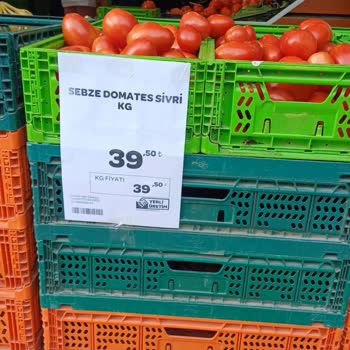 SEBZE DOMATES SİVRİ
KG
39,50 ₺
KG FİYATI
39,50 ₺
YERLİ
ÜRETİM